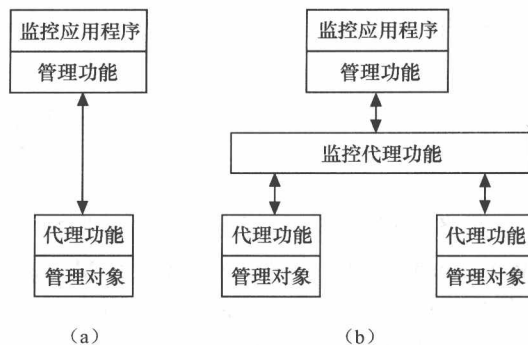 监控应用程序
管理功能
代理功能
管理对象
(a)
监控应用程序
管理功能
监控代理功能
代理功能
管理对象
代理功能
管理对象
(b)